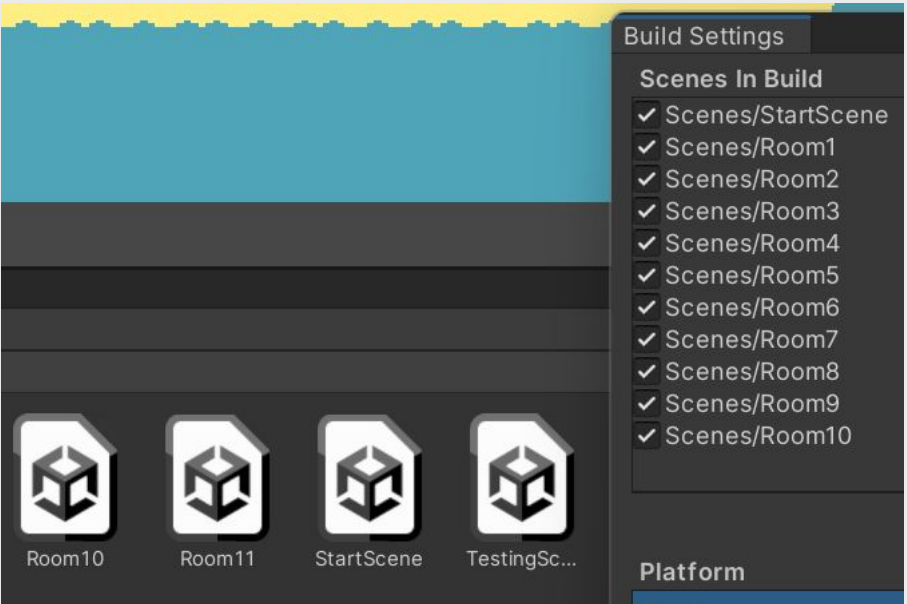 Build Settings
Scenes In Build
Scenes/StartScene
Scenes/Room1
Scenes/Room2
Scenes/Room3
Scenes/Room4
Scenes/Room5
Scenes/Room6
Scenes/Room7
Scenes/Room8
Scenes/Room9
Scenes/Room10
Room10
Room11
StartScene
TestingSc...
Platform